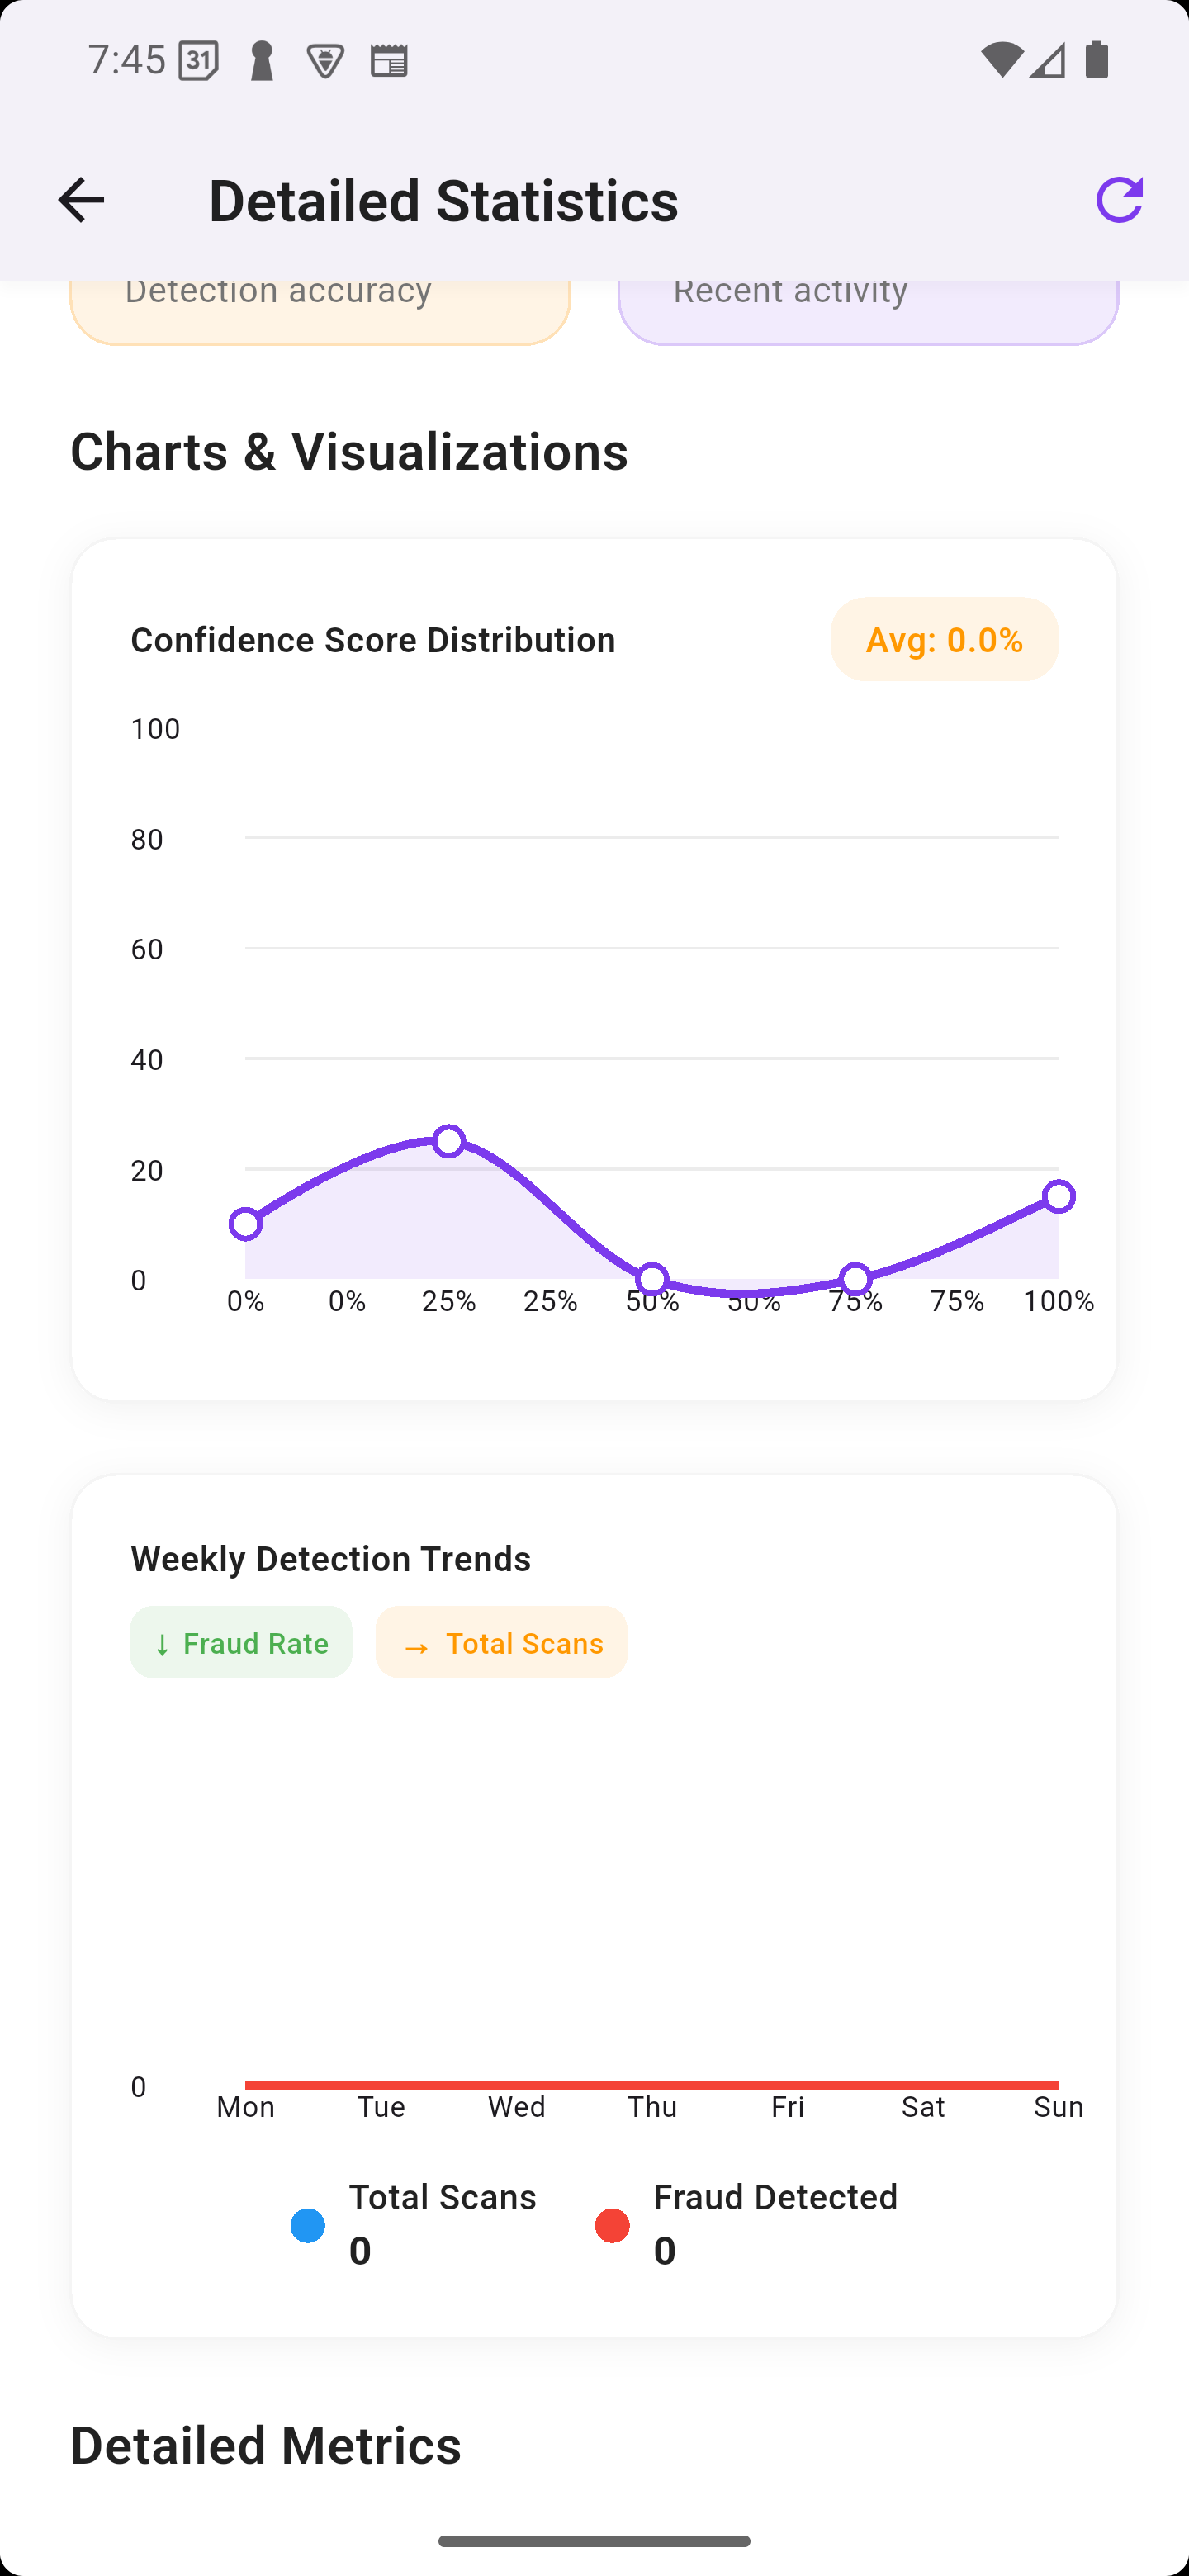 7:45 31
Detailed Statistics
Detection accuracy Recent activity
Charts & Visualizations
Confidence Score Distribution Avg: 0.0%
100
80
60
40
20
0
0% 0% 25% 25% 50% 50% 75% 75% 100%
Weekly Detection Trends
↓ Fraud Rate → Total Scans
0
Mon Tue Wed Thu Fri Sat Sun
Total Scans Fraud Detected
0 0
Detailed Metrics